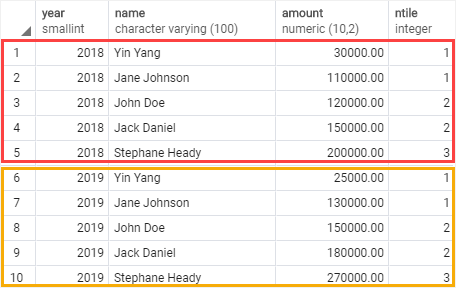 year name amount ntile
smallint character varying (100) numeric (10,2) integer
1 2018 Yin Yang 30000.00 1
2 2018 Jane Johnson 110000.00 1
3 2018 John Doe 120000.00 2
4 2018 Jack Daniel 150000.00 2
5 2018 Stephane Heady 200000.00 3
6 2019 Yin Yang 25000.00 1
7 2019 Jane Johnson 130000.00 1
8 2019 John Doe 150000.00 2
9 2019 Jack Daniel 180000.00 2
10 2019 Stephane Heady 270000.00 3